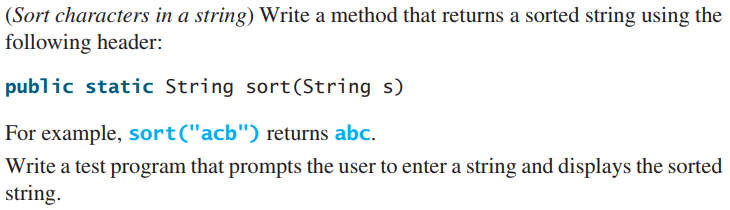 (Sort characters in a string) Write a method that returns a sorted string using the
following header:
public static String sort(String s)
For example, sort("acb") returns abc.
Write a test program that prompts the user to enter a string and displays the sorted
string.